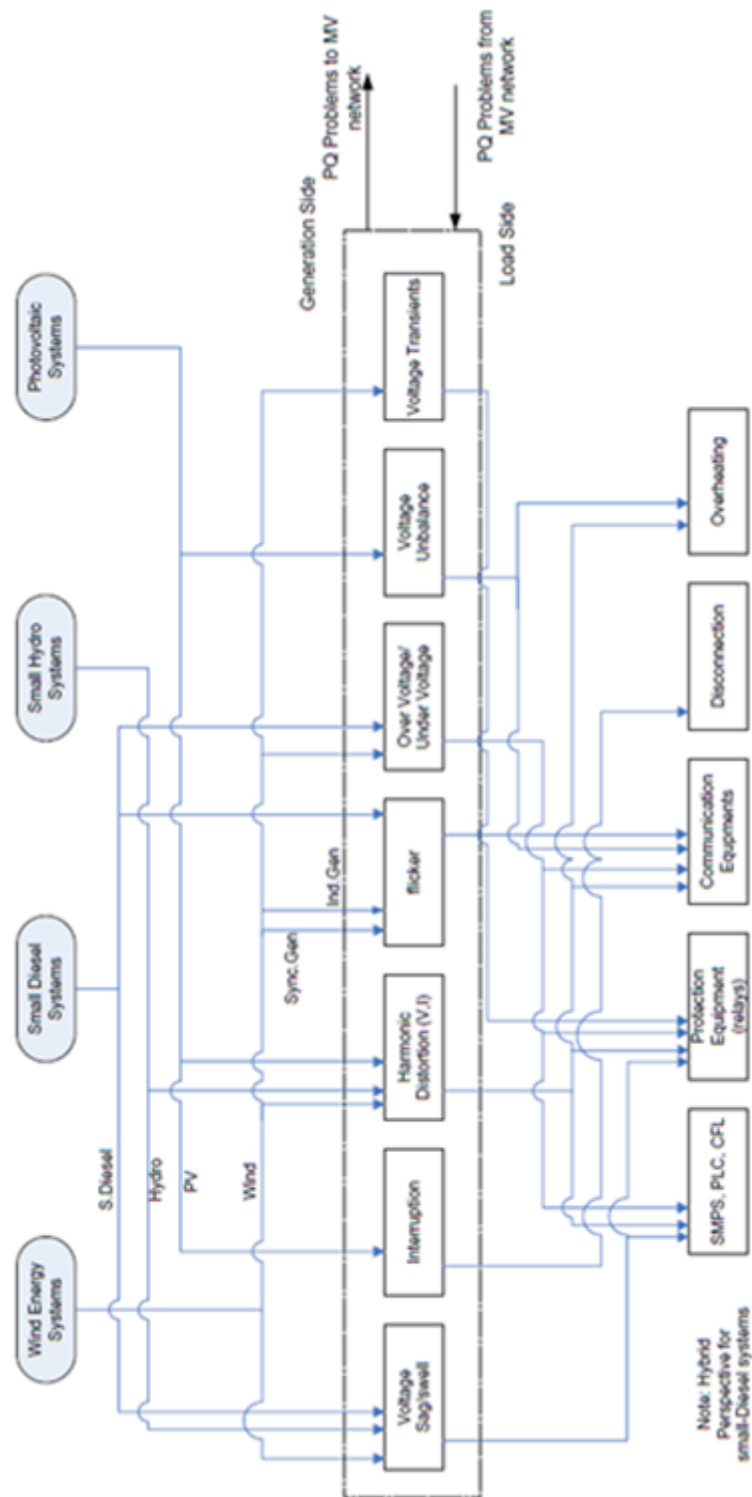 Wind Energy
Systems
Small Diesel
Systems
Small Hydro
Systems
Photovoltaic
Systems
S.Diesel
Hydro
PV
Wind
Sync.Gen
Ind.Gen
Generation Side
PQ Problems to MV
network
Voltage
Sag/swell
Interruption
Harmonic
Distortion (V,I)
flicker
Over Voltage/
Under Voltage
Voltage
Unbalance
Voltage Transients
Load Side
PQ Problems from
MV network
SMPS, PLC, CFL
Protection
Equipment
(relays)
Communication
Equpments
Disconnection
Overheating
Note: Hybrid
Perspective for
small-Diesel systems